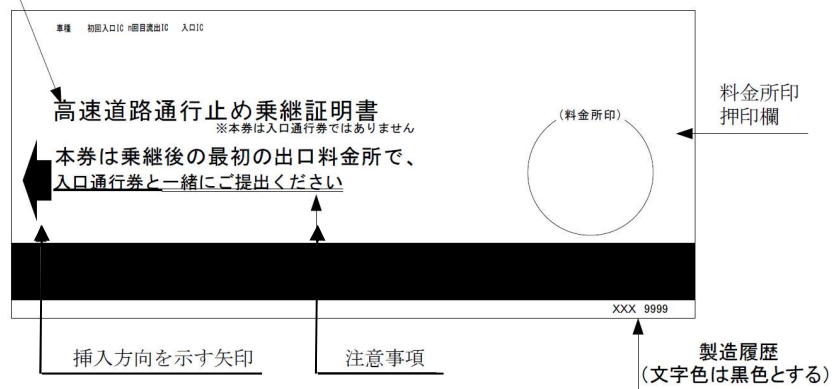 車種 初回入口IC n回目流出IC 入口IC
高速道路通行止め乗継証明書
※本券は入口通行券ではありません
本券は乗継後の最初の出口料金所で、
入口通行券と一緒にご提出ください
(料金所印)
料金所印
押印欄
XXX 9999
挿入方向を示す矢印
注意事項
製造履歴
(文字色は黒色とする)